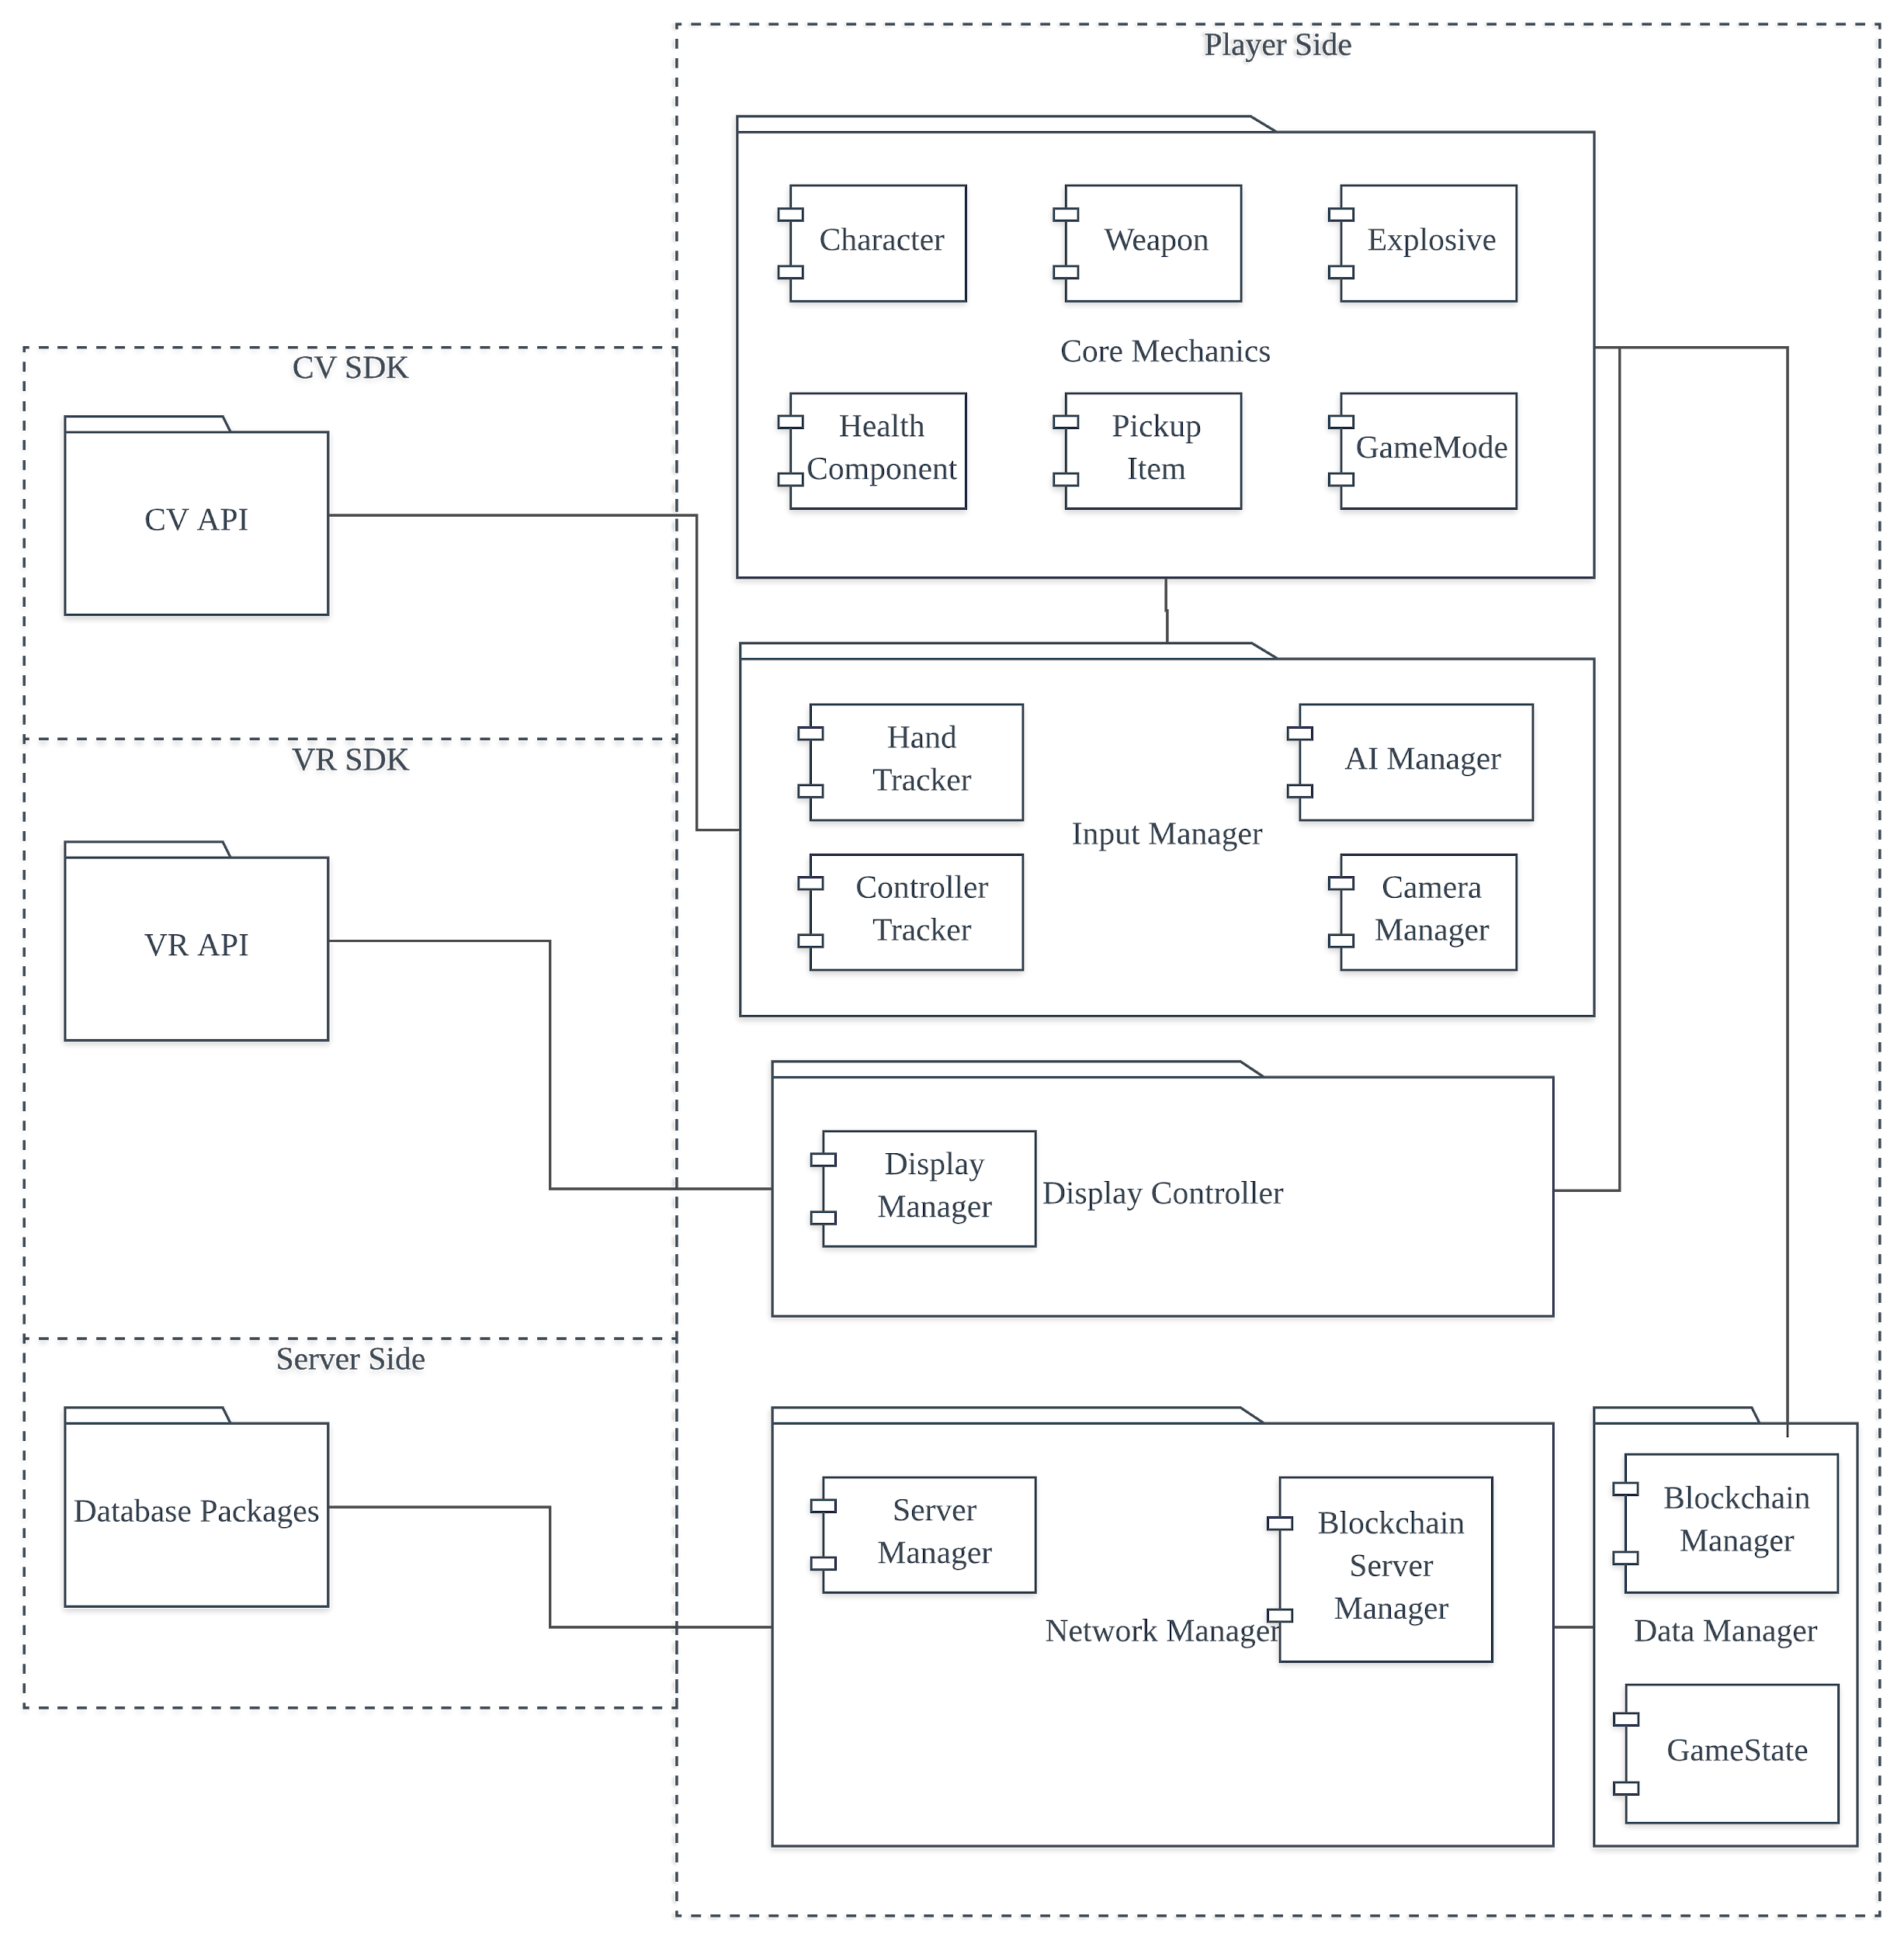 Player Side
Character
Weapon
Explosive
Core Mechanics
Health
Component
Pickup
Item
GameMode
CV SDK
CV API
Hand
Tracker
AI Manager
Input Manager
Controller
Tracker
Camera
Manager
VR SDK
VR API
Display
Manager
Display Controller
Server Side
Database Packages
Server
Manager
Blockchain
Server
Manager
Network Manager
Blockchain
Manager
Data Manager
GameState